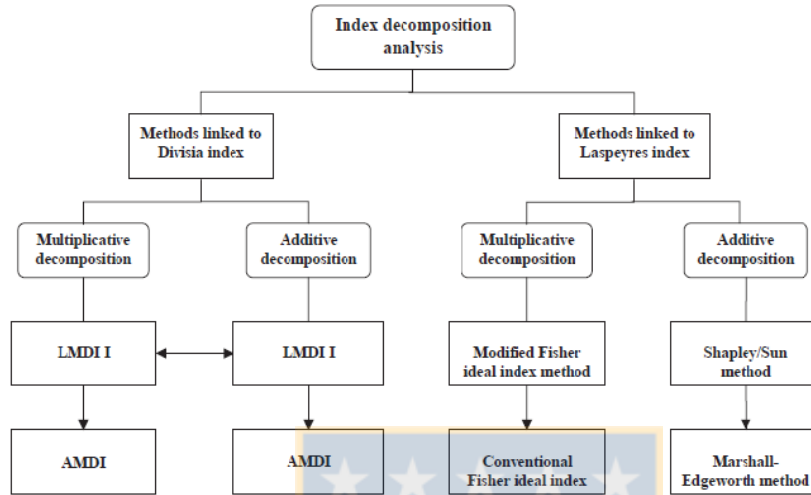 Index decomposition
analysis
Methods linked to
Divisia index
Methods linked to
Laspeyres index
Multiplicative
decomposition
Additive
decomposition
Multiplicative
decomposition
Additive
decomposition
LMDI I
LMDI I
Modified Fisher
ideal index method
Shapley/Sun
method
AMDI
AMDI
Conventional
Fisher ideal index
Marshall-
Edgeworth method